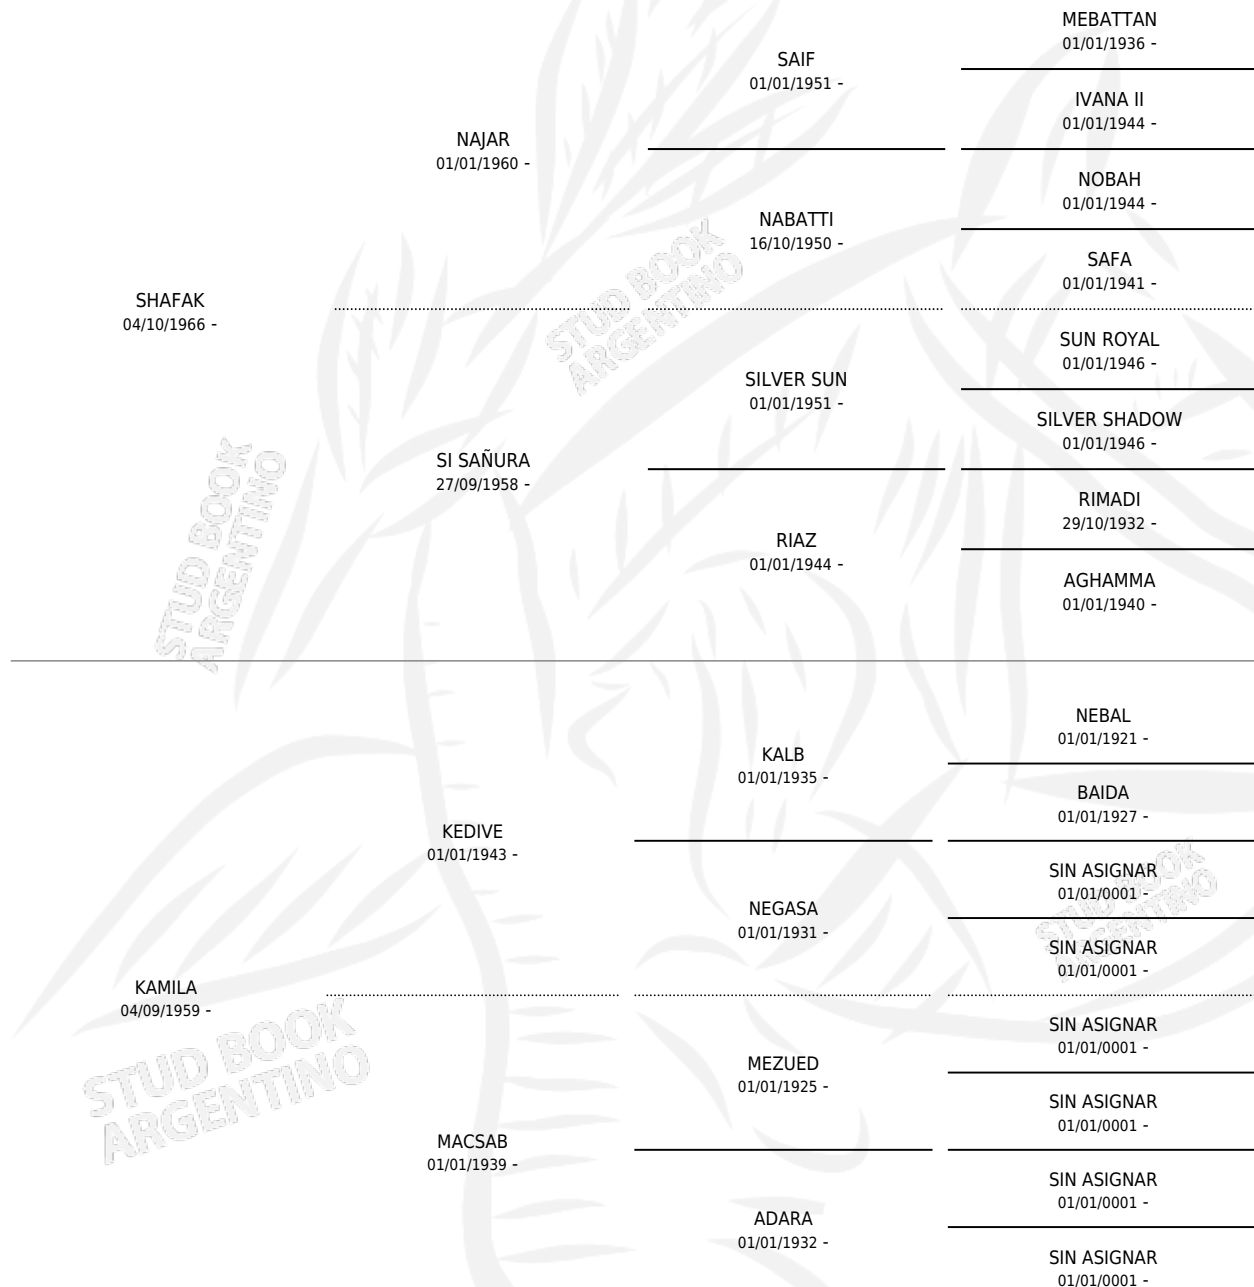 MEBATTAN
01/01/1936 -
SAIF
01/01/1951 -
IVANA II
01/01/1944 -
NAJAR
01/01/1960 -
NOBAH
01/01/1944 -
NABATTI
16/10/1950 -
SAFA
01/01/1941 -
SHAFAK
04/10/1966 -
SUN ROYAL
01/01/1946 -
SILVER SUN
01/01/1951 -
SILVER SHADOW
01/01/1946 -
SI SAÑURA
27/09/1958 -
RIMADI
29/10/1932 -
RIAZ
01/01/1944 -
AGHAMMA
01/01/1940 -
NEBAL
01/01/1921 -
KALB
01/01/1935 -
BAIDA
01/01/1927 -
KEDIVE
01/01/1943 -
SIN ASIGNAR
01/01/0001 -
NEGASA
01/01/1931 -
SIN ASIGNAR
01/01/0001 -
KAMILA
04/09/1959 -
SIN ASIGNAR
01/01/0001 -
MEZUED
01/01/1925 -
SIN ASIGNAR
01/01/0001 -
MACSAB
01/01/1939 -
SIN ASIGNAR
01/01/0001 -
ADARA
01/01/1932 -
SIN ASIGNAR
01/01/0001 -
STUD BOOK
ARGENTINO
STUD BOOK
ARGENTINO
STUD BOOK
ARGENTINO
STUD BOOK
ARGENTINO